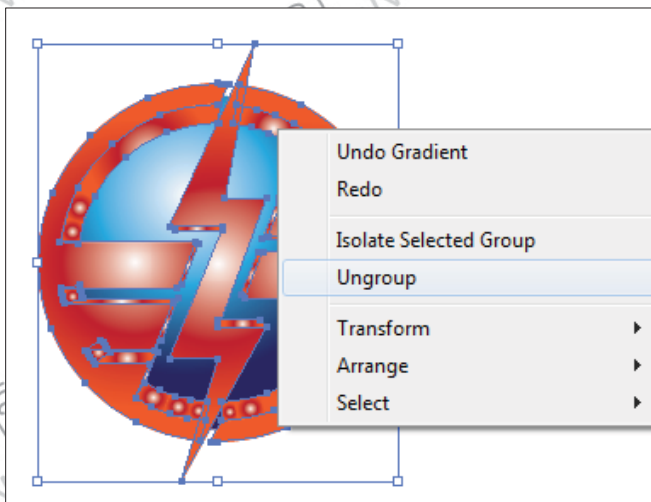 Undo Gradient
Redo
Isolate Selected Group
Ungroup
Transform
Arrange
Select